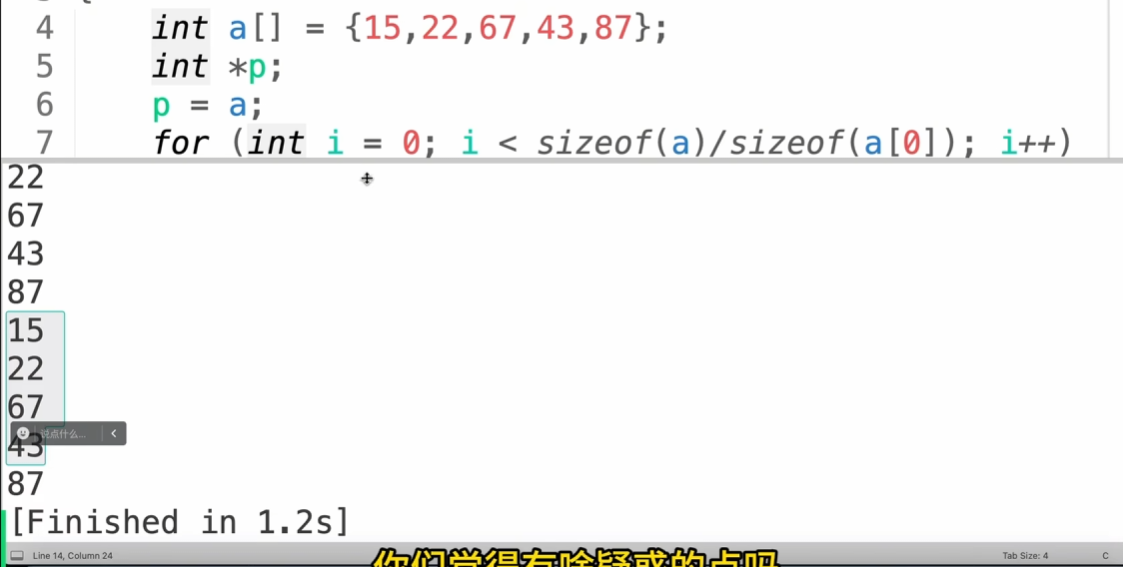 4 int a[] = {15,22,67,43,87};
5 int *p;
6 p = a;
7 for (int i = 0; i < sizeof(a)/sizeof(a[0]); i++)
22
67
43
87
15
22
67
说点什么...
43
87
[Finished in 1.2s]
Line 14, Column 24
Tab Size: 4
C
你们觉得有啥疑惑的点吗